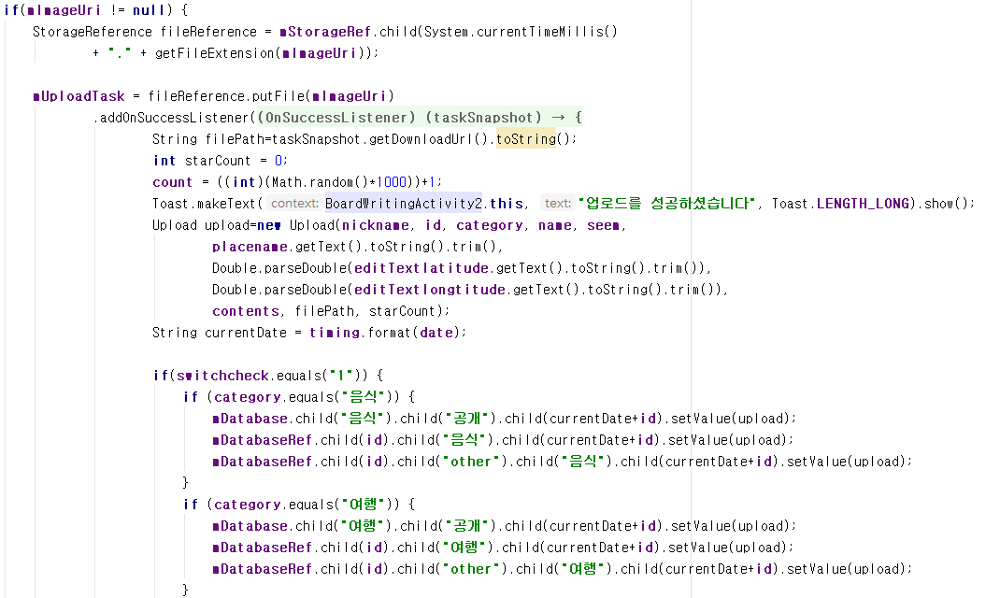 if(mImageUri != null) {
StorageReference fileReference = mStorageRef.child(System.currentTimeMillis()
+ "." + getFileExtension(mImageUri));
mUploadTask = fileReference.putFile(mImageUri)
.addOnSuccessListener((OnSuccessListener) (taskSnapshot) → {
String filePath=taskSnapshot.getDownloadUrl().toString();
int starCount = 0;
count = ((int)(Math.random()*1000))+1;
Toast.makeText( context: BoardWritingActivity2.this, text: "업로드를 성공하셨습니다", Toast.LENGTH_LONG).show();
Upload upload=new Upload(nickname, id, category, name, seem,
placename.getText().toString().trim(),
Double.parseDouble(editTextlatitude.getText().toString().trim()),
Double.parseDouble(editTextlongtitude.getText().toString().trim()),
contents, filePath, starCount);
String currentDate = timing.format(date);
if(switchcheck.equals("1")) {
if (category.equals("음식")) {
mDatabase.child("음식").child("공개").child(currentDate+id).setValue(upload);
mDatabaseRef.child(id).child("음식").child(currentDate+id).setValue(upload);
mDatabaseRef.child(id).child("other").child("음식").child(currentDate+id).setValue(upload);
}
if (category.equals("여행")) {
mDatabase.child("여행").child("공개").child(currentDate+id).setValue(upload);
mDatabaseRef.child(id).child("여행").child(currentDate+id).setValue(upload);
mDatabaseRef.child(id).child("other").child("여행").child(currentDate+id).setValue(upload);
}